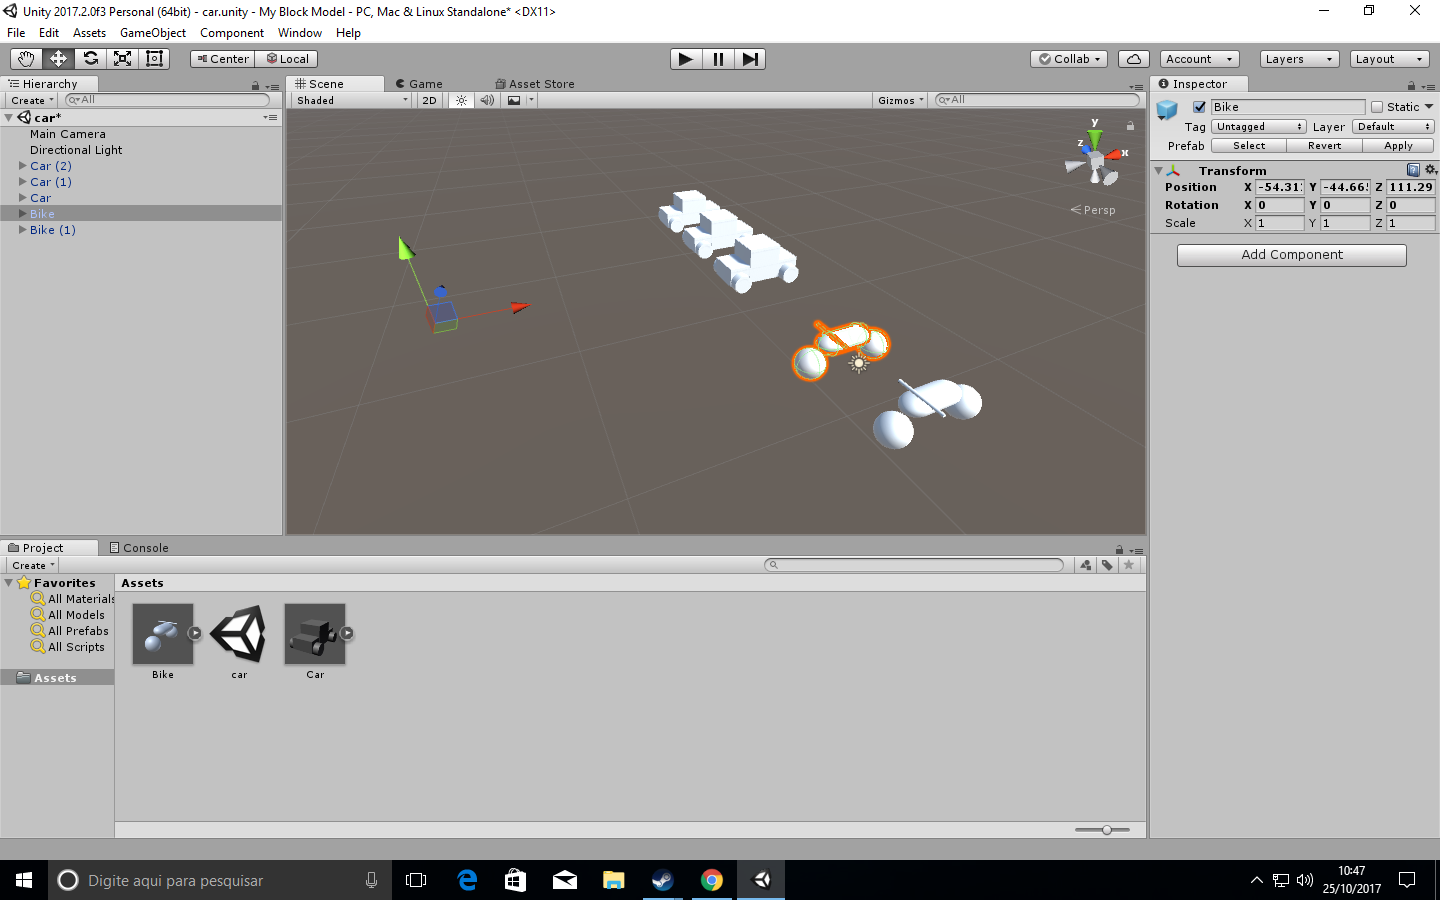 Unity 2017.2.0f3 Personal (64bit) - car.unity - My Block Model - PC, Mac & Linux Standalone* <DX11>
File Edit Assets GameObject Component Window Help
Center Local Collab Account Layers Layout
Hierarchy
Create All
car*
Main Camera
Directional Light
Car (2)
Car (1)
Car
Bike
Bike (1)
Scene Game Asset Store
Shaded 2D Gizmos All
y
z
x
Persp
Inspector
Bike Static
Tag Untagged Layer Default
Prefab Select Revert Apply
Transform
Position X -54.31 Y -44.66 Z 111.29
Rotation X 0 Y 0 Z 0
Scale X 1 Y 1 Z 1
Add Component
Project Console
Create
Favorites
All Materials
All Models
All Prefabs
All Scripts
Assets
Assets
Bike car Car
Digite aqui para pesquisar
10:47
25/10/2017